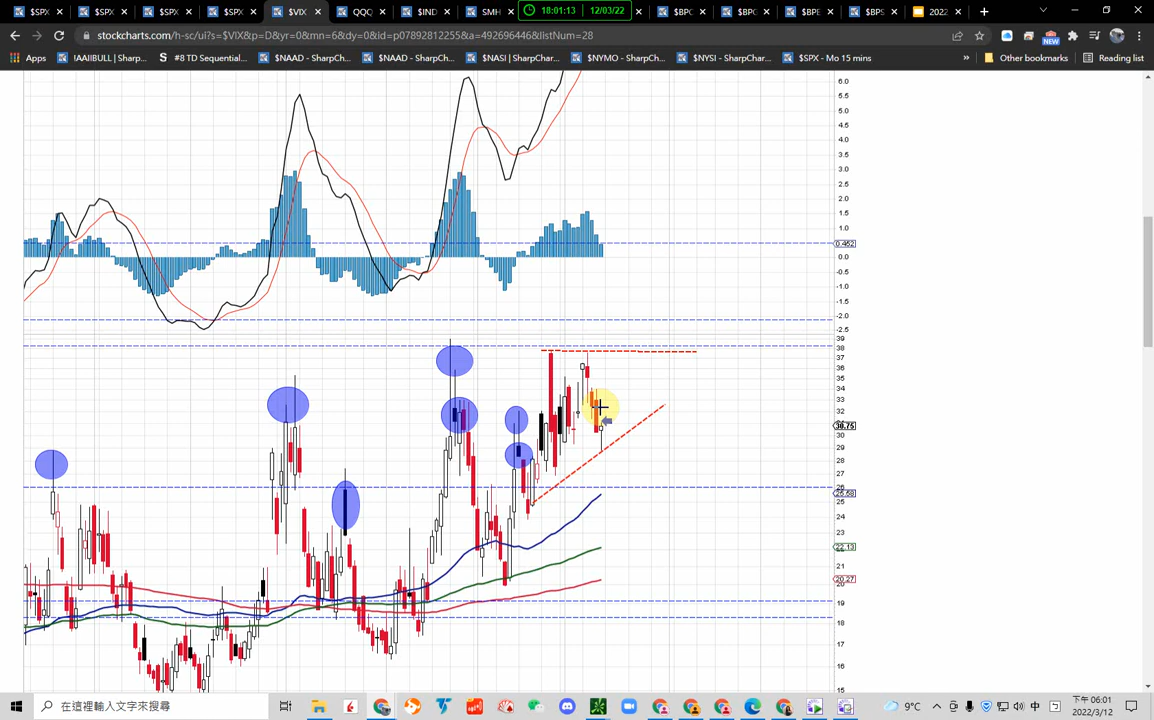 $SPX
$SPX
$SPX
$SPX
$VIX
QQQ
$IND
SMH
18:01:13
12/03/22
$BPC
$BPC
$BPE
$BPS
2022
stockcharts.com/h-sc/ui?s=$VIX&p=D&yr=0&mn=6&dy=0&id=p07892812255&a=492696446&listNum=28
Apps
!AAIIBULL | Sharp...
#8 TD Sequential...
$NAAD - SharpCh...
$NAAD - SharpCh...
$NASI | SharpChar...
$NYMO - SharpC...
$NYSI - SharpChar...
$SPX - Mo 15 mins
»
Other bookmarks
Reading list
NEW
6.0
5.5
5.0
4.5
4.0
3.5
3.0
2.5
2.0
1.5
1.0
0.452
0.0
-0.5
-1.0
-1.5
-2.0
-2.5
39
38
37
36
35
34
33
32
30.75
30
29
28
27
26
25.68
25
24
23
22.13
21
20.27
20
19
18
17
16
15
在這裡輸入文字來搜尋
9°C
中
下午 06:01
2022/3/12